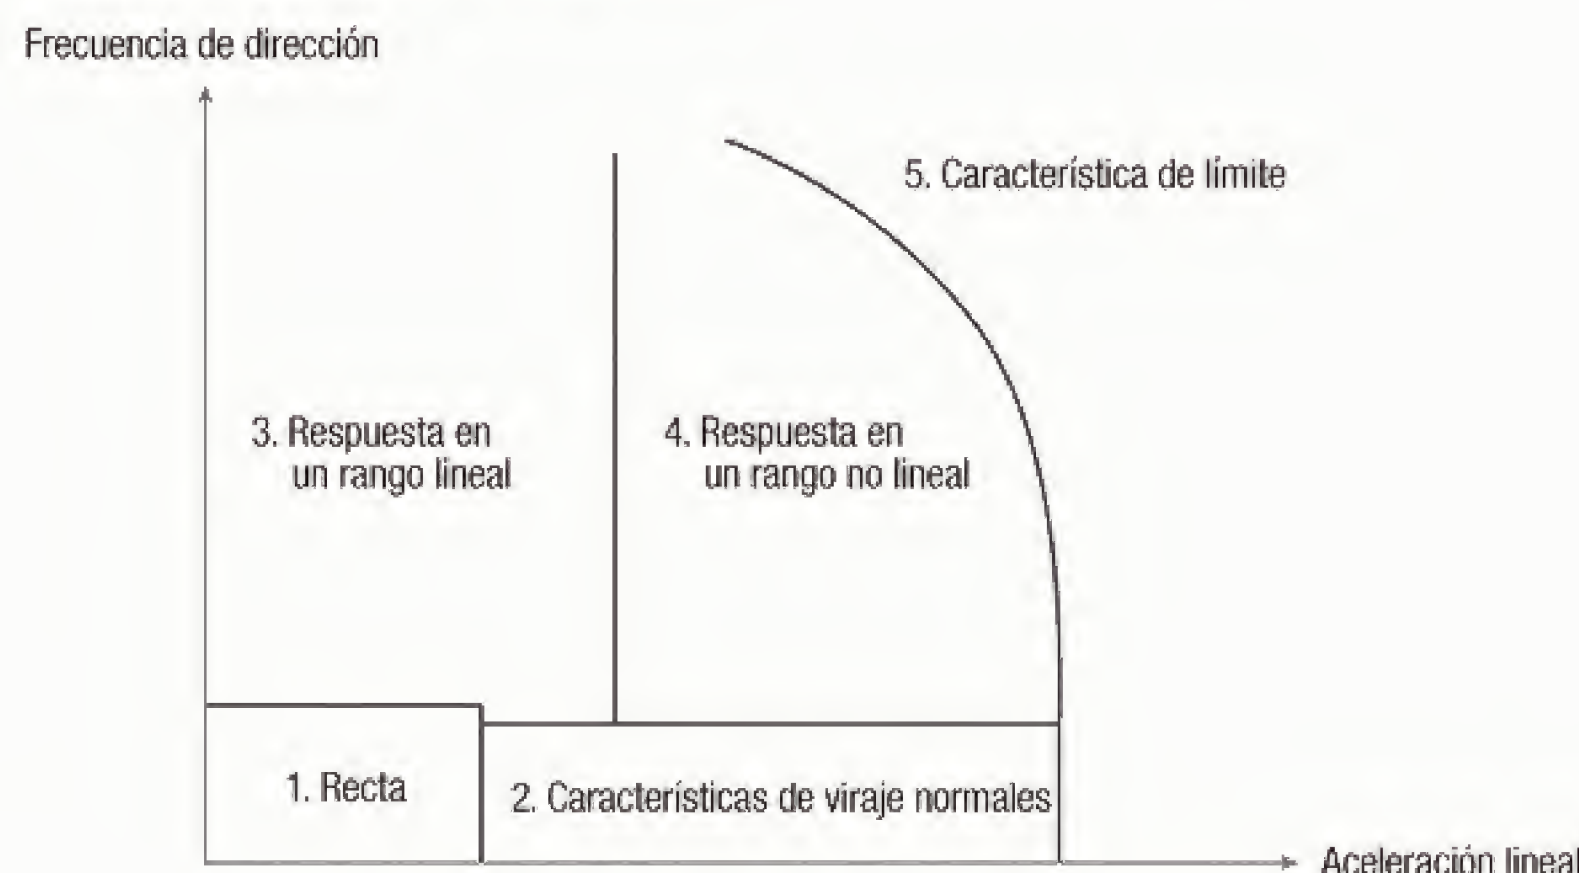 Frecuencia de dirección
5. Característica de límite
3. Respuesta en
un rango lineal
4. Respuesta en
un rango no lineal
1. Recta
2. Características de viraje normales
Aceleración lineal